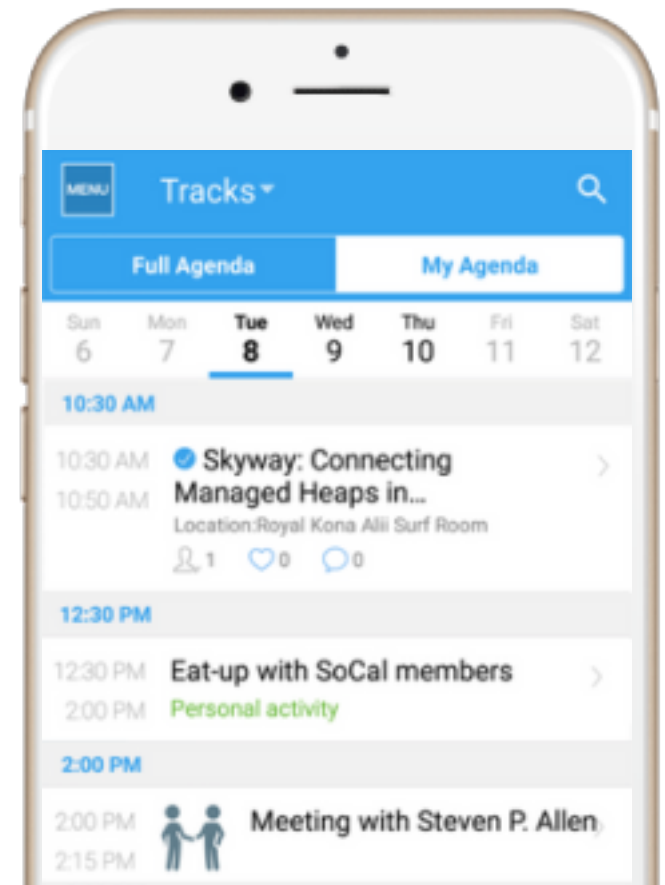 MENU
Tracks
Full Agenda
My Agenda
Sun Mon Tue Wed Thu Fri Sat
6 7 8 9 10 11 12
10:30 AM
10:30 AM
10:50 AM
Skyway: Connecting
Managed Heaps in...
Location:Royal Kona Alii Surf Room
1 0 0
12:30 PM
12:30 PM
2:00 PM
Eat-up with SoCal members
Personal activity
2:00 PM
2:00 PM
2:15 PM
Meeting with Steven P. Allen